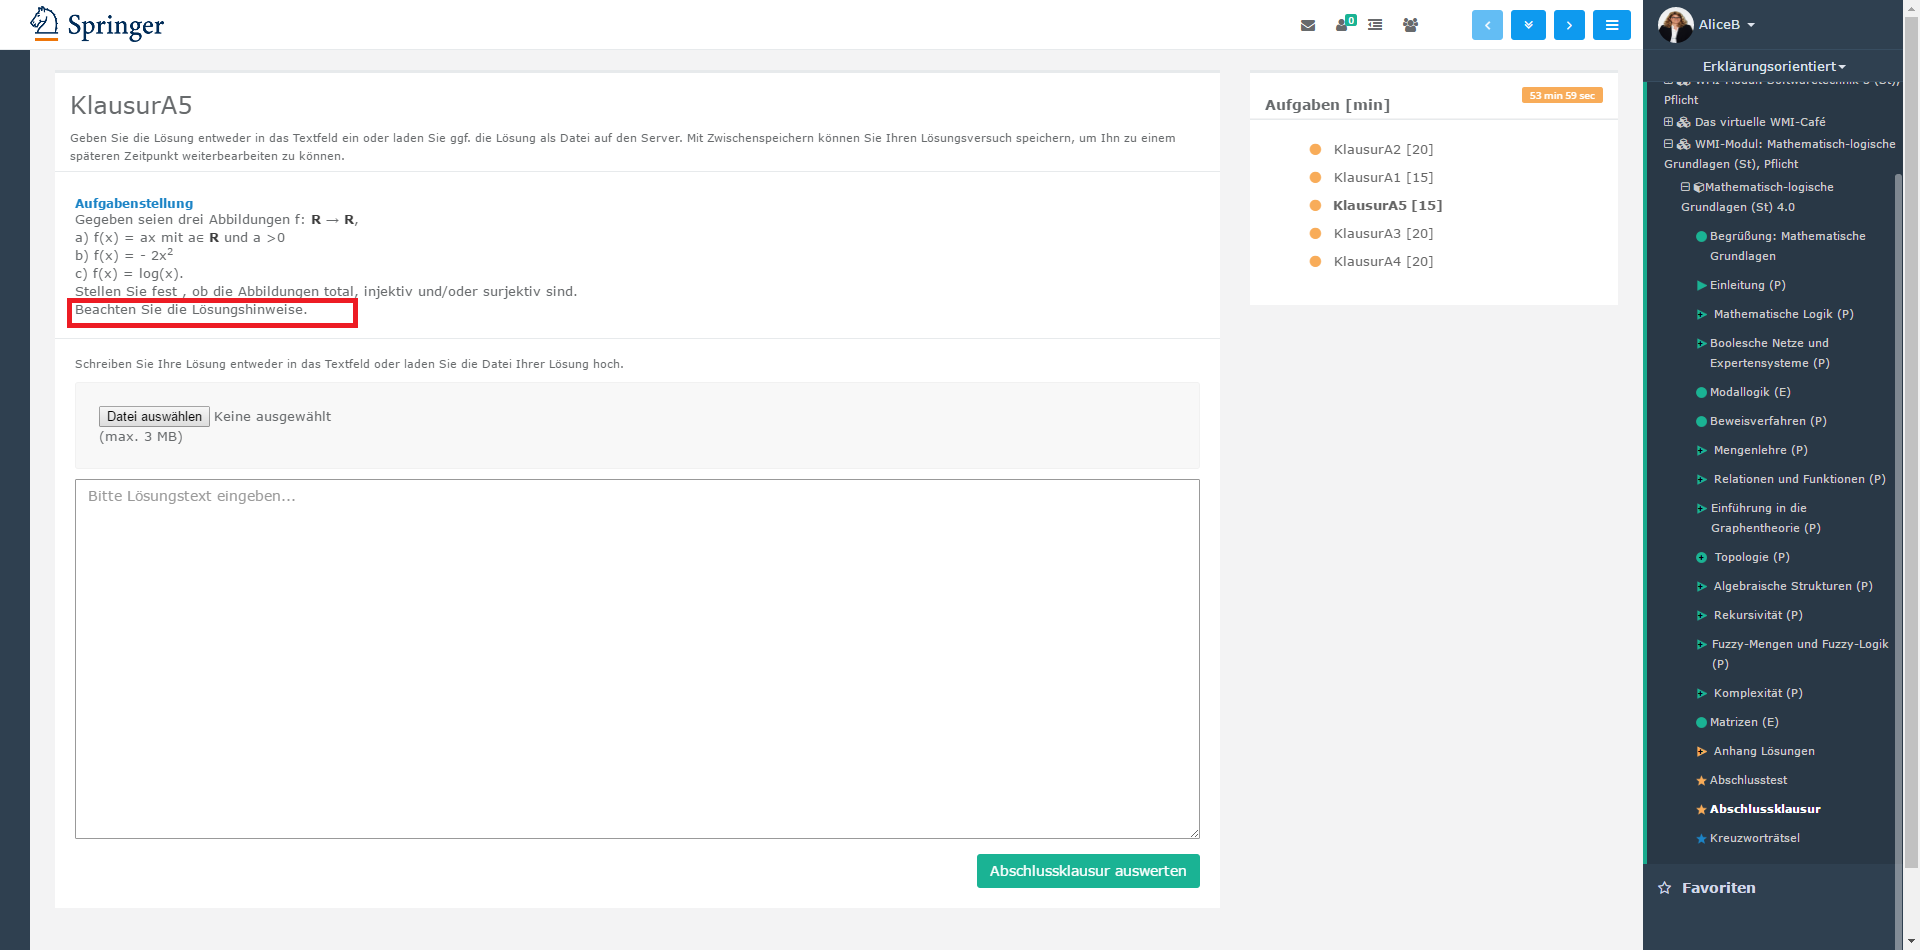 Springer
0
AliceB
Erklärungsorientiert
KlausurA5
Geben Sie die Lösung entweder in das Textfeld ein oder laden Sie ggf. die Lösung als Datei auf den Server. Mit Zwischenspeichern können Sie Ihren Lösungsversuch speichern, um Ihn zu einem
späteren Zeitpunkt weiterbearbeiten zu können.
Aufgabenstellung
Gegeben seien drei Abbildungen f: R → R,
a) f(x) = ax mit a∈ R und a >0
b) f(x) = - 2x²
c) f(x) = log(x).
Stellen Sie fest , ob die Abbildungen total, injektiv und/oder surjektiv sind.
Beachten Sie die Lösungshinweise.
Schreiben Sie Ihre Lösung entweder in das Textfeld oder laden Sie die Datei Ihrer Lösung hoch.
Datei auswählen Keine ausgewählt
(max. 3 MB)
Bitte Lösungstext eingeben...
Abschlussklausur auswerten
53 min 59 sec
Aufgaben [min]
KlausurA2 [20]
KlausurA1 [15]
KlausurA5 [15]
KlausurA3 [20]
KlausurA4 [20]
Pflicht
Das virtuelle WMI-Café
WMI-Modul: Mathematisch-logische
Grundlagen (St), Pflicht
Mathematisch-logische
Grundlagen (St) 4.0
Begrüßung: Mathematische
Grundlagen
Einleitung (P)
Mathematische Logik (P)
Boolesche Netze und
Expertensysteme (P)
Modallogik (E)
Beweisverfahren (P)
Mengenlehre (P)
Relationen und Funktionen (P)
Einführung in die
Graphentheorie (P)
Topologie (P)
Algebraische Strukturen (P)
Rekursivität (P)
Fuzzy-Mengen und Fuzzy-Logik
(P)
Komplexität (P)
Matrizen (E)
Anhang Lösungen
Abschlusstest
Abschlussklausur
Kreuzworträtsel
Favoriten